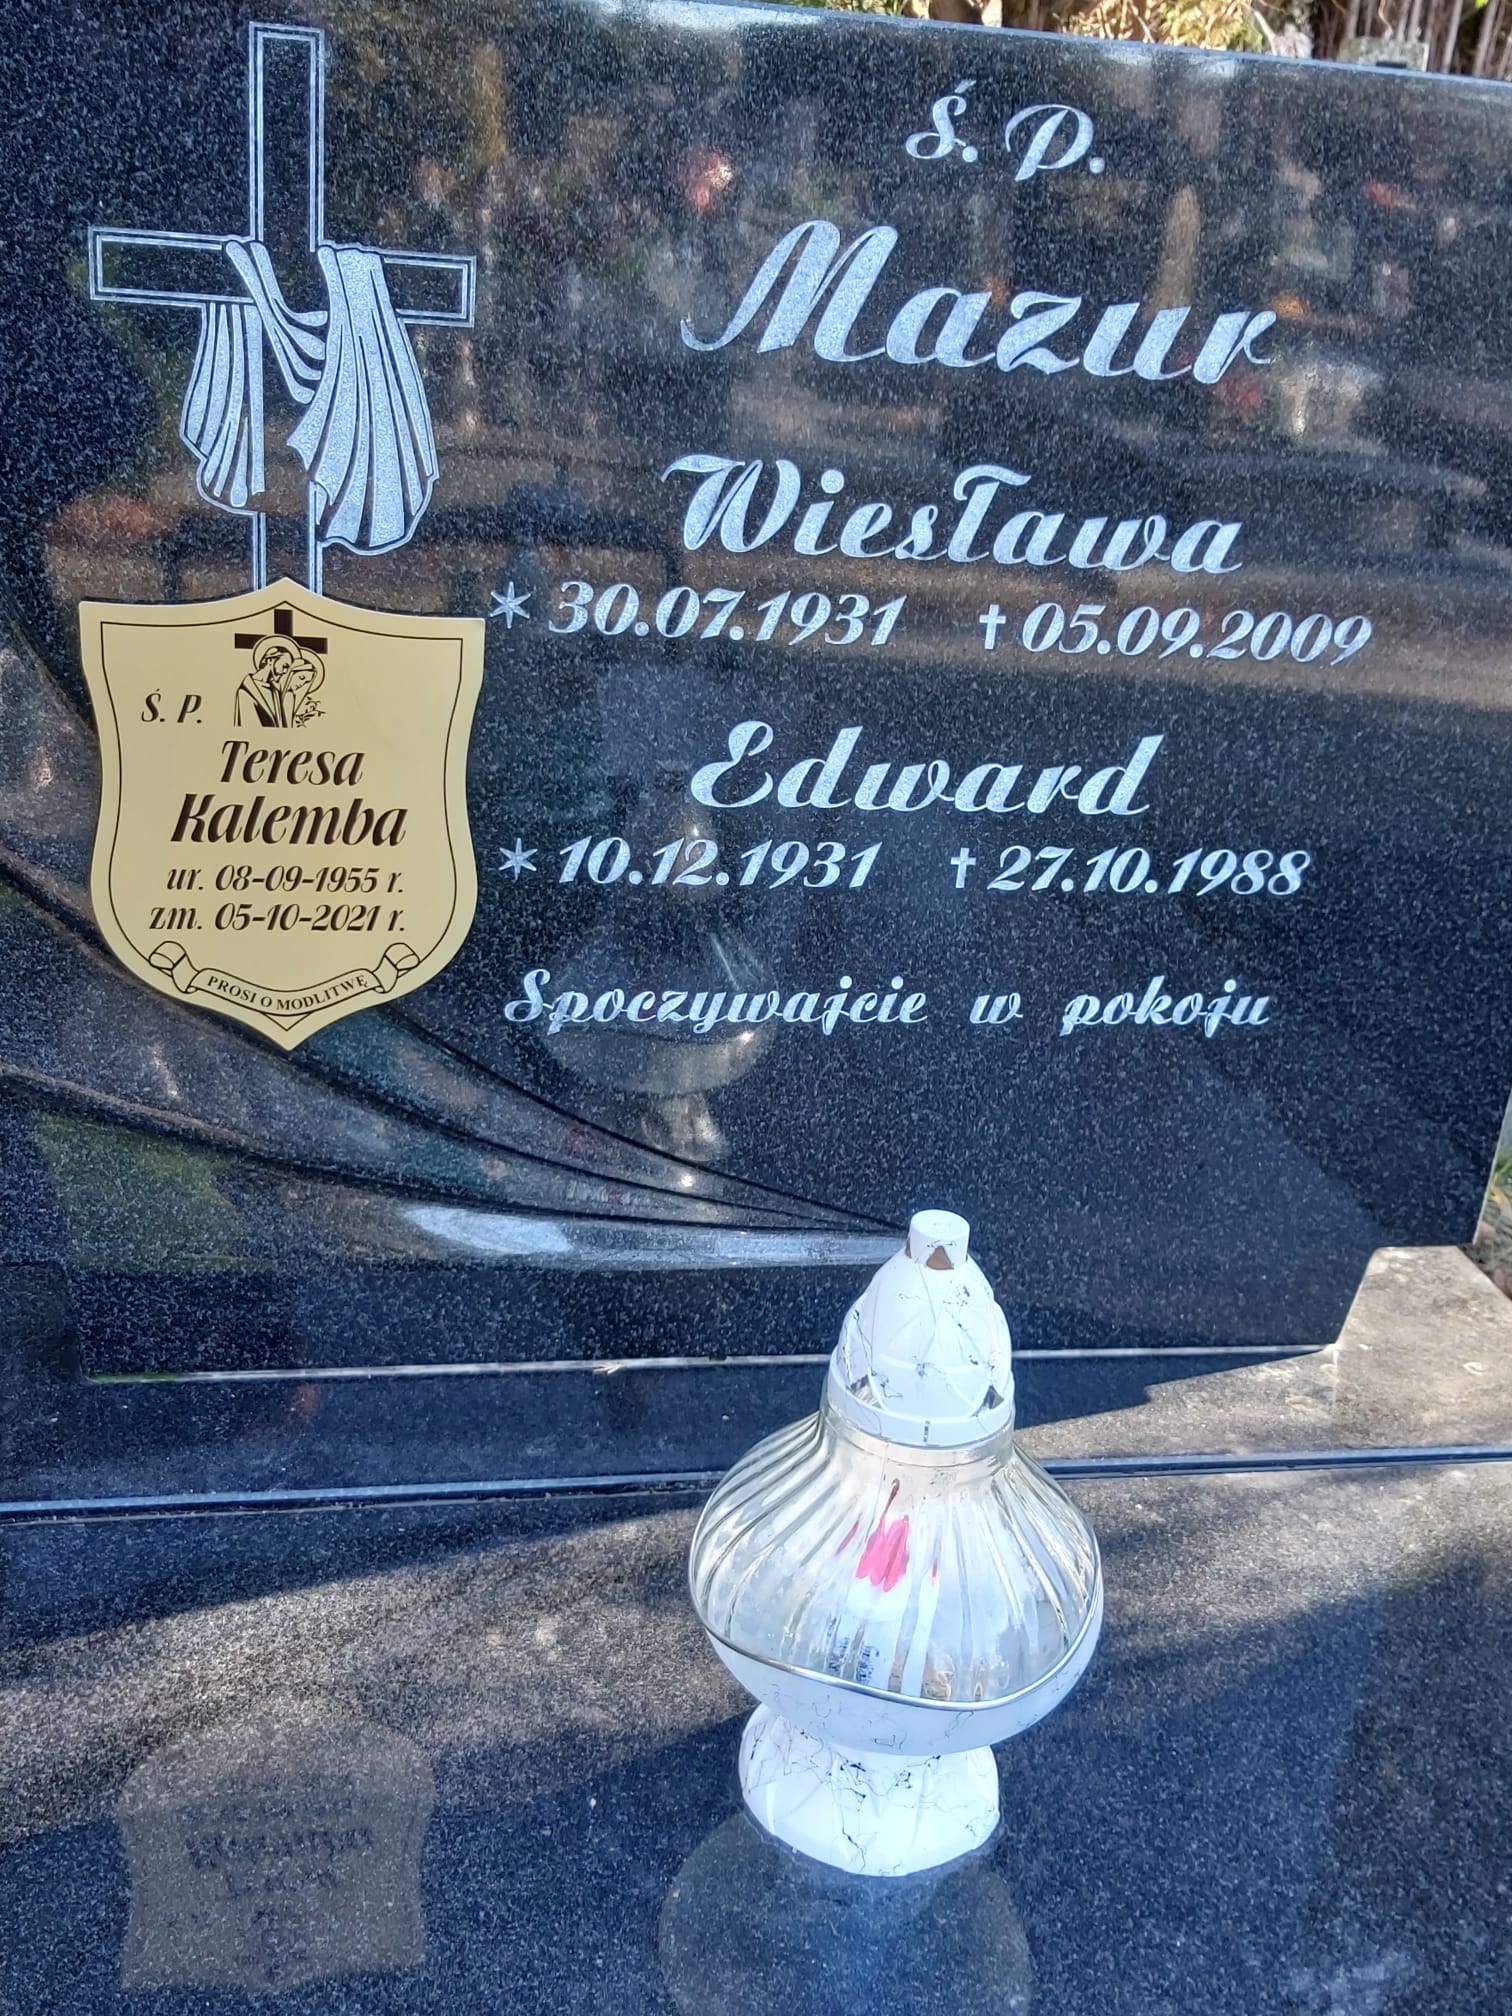 Ś. P.
Mazur
Wiesława
* 30.07.1931 † 05.09.2009
Edward
* 10.12.1931 † 27.10.1988
Spoczywajcie w pokoju
Ś. P.
Teresa
Kalemba
ur. 08-09-1955 r.
zm. 05-10-2021 r.
PROSI O MODLITWĘ